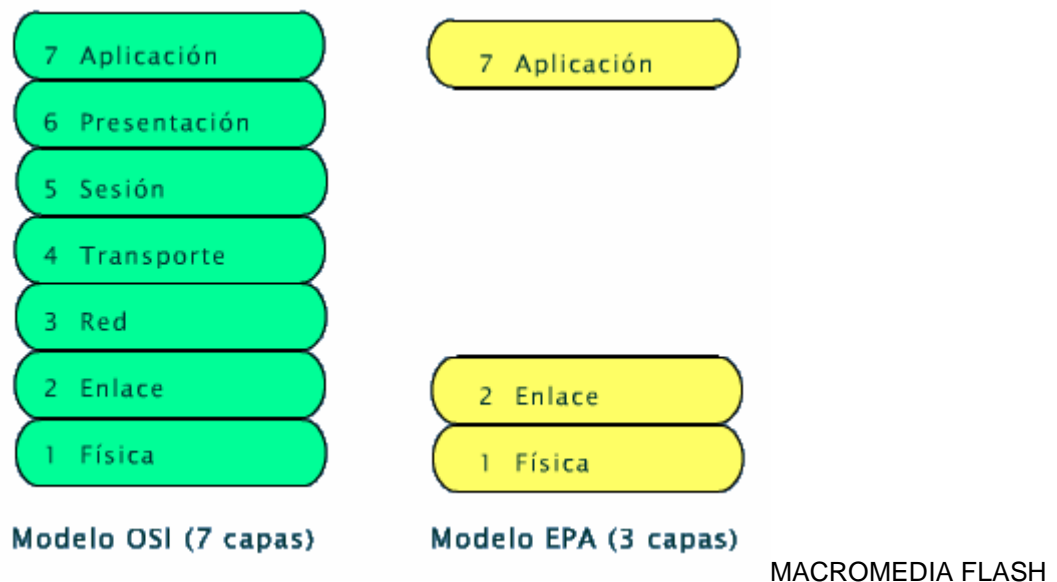 7 Aplicación
6 Presentación
5 Sesión
4 Transporte
3 Red
2 Enlace
1 Física
Modelo OSI (7 capas)
7 Aplicación
2 Enlace
1 Física
Modelo EPA (3 capas)
MACROMEDIA FLASH